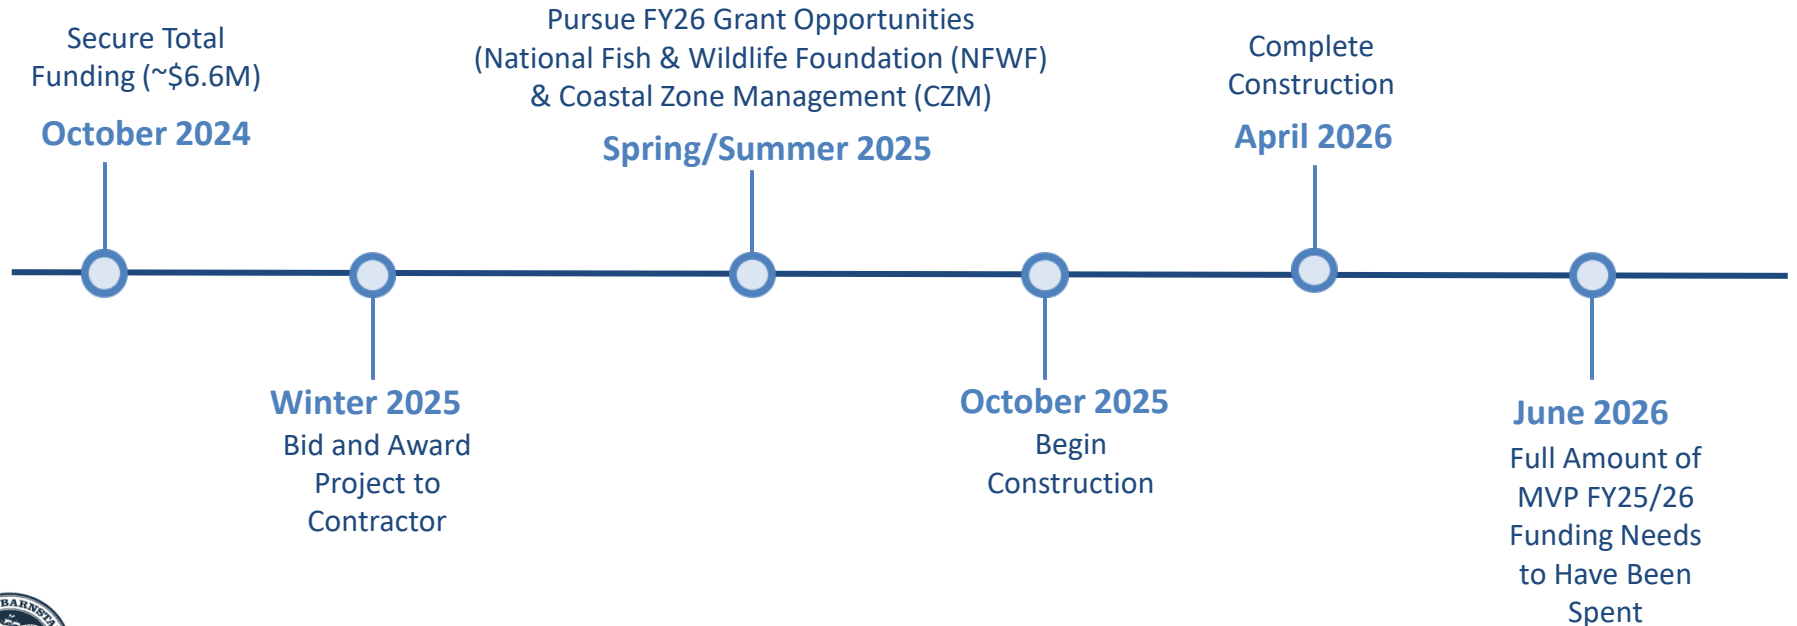 Secure Total
Funding (~$6.6M)
October 2024
Winter 2025
Bid and Award
Project to
Contractor
Pursue FY26 Grant Opportunities
(National Fish & Wildlife Foundation (NFWF)
& Coastal Zone Management (CZM)
Spring/Summer 2025
October 2025
Begin
Construction
Complete
Construction
April 2026
June 2026
Full Amount of
MVP FY25/26
Funding Needs
to Have Been
Spent